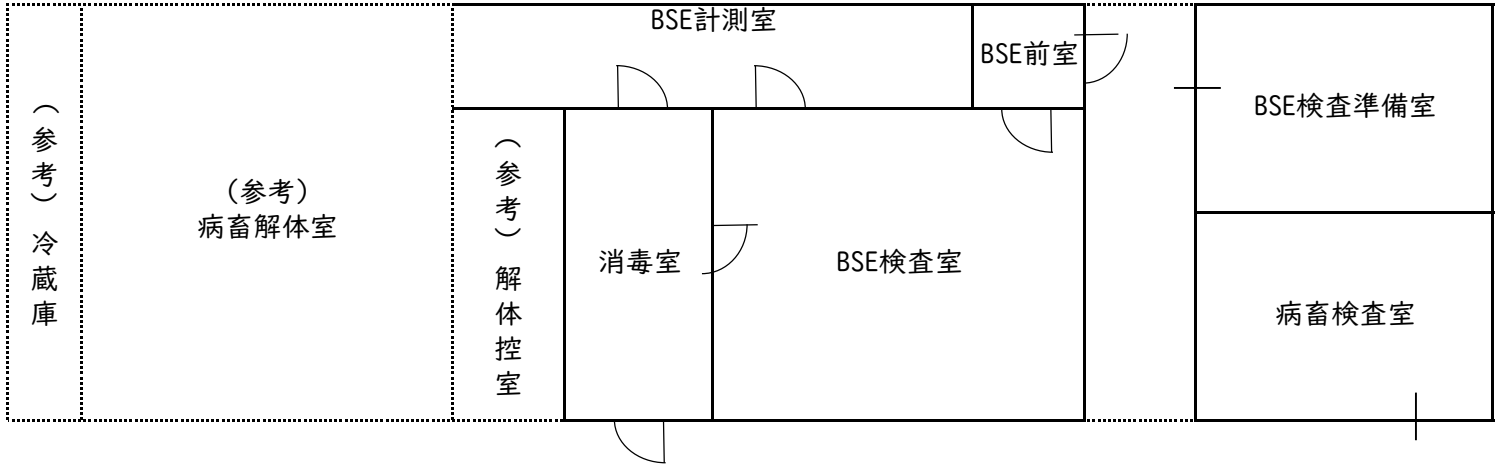 （参考）冷蔵庫
（参考）
病畜解体室
（参考）解体控室
BSE計測室
BSE前室
消毒室
BSE検査室
BSE検査準備室
病畜検査室